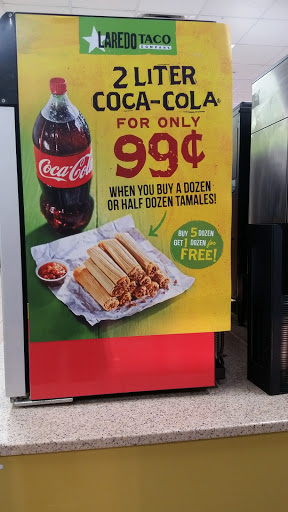 LAREDO TACO
COMPANY
2 LITER
COCA-COLA®
FOR ONLY
99¢
WHEN YOU BUY A DOZEN
OR HALF DOZEN TAMALES!
BUY 5 DOZEN
GET 1 DOZEN for
FREE!
Coca-Cola